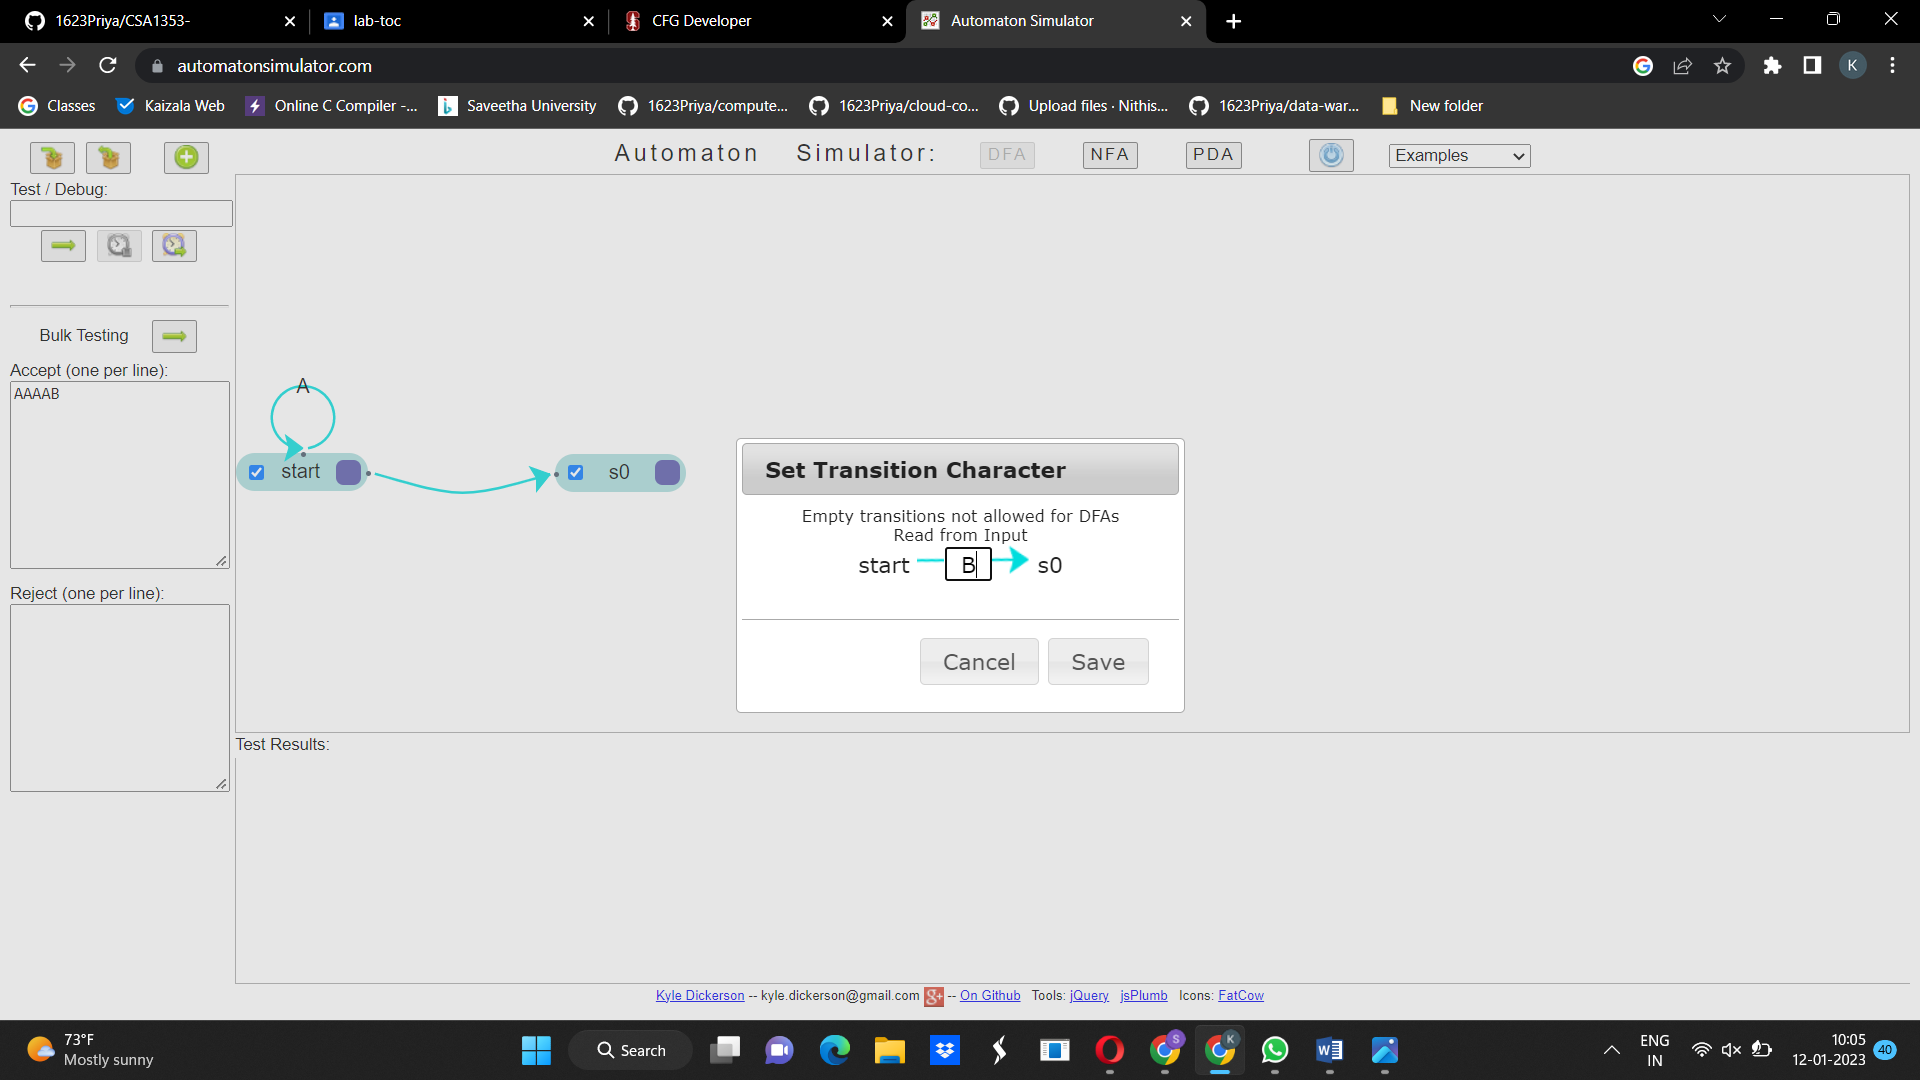 1623Priya/CSA1353-
lab-toc
CFG Developer
Automaton Simulator
automatonsimulator.com
K
Classes
Kaizala Web
Online C Compiler -...
Saveetha University
1623Priya/compute...
1623Priya/cloud-co...
Upload files · Nithis...
1623Priya/data-war...
New folder
Automaton Simulator:
DFA
NFA
PDA
Examples
Test / Debug:
Bulk Testing
Accept (one per line):
AAAAB
A
start
s0
Set Transition Character
Empty transitions not allowed for DFAs
Read from Input
start B s0
Cancel
Save
Reject (one per line):
Test Results:
Kyle Dickerson -- kyle.dickerson@gmail.com g+ -- On Github Tools: jQuery jsPlumb Icons: FatCow
73°F
Mostly sunny
Search
S
K
ENG
IN
10:05
12-01-2023
40